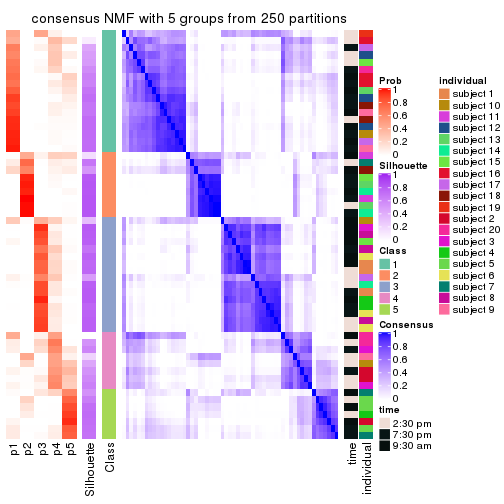 consensus NMF with 5 groups from 250 partitions
p1
p2
p3
p4
p5
Silhouette
Class
time
individual
Prob
1
0.8
0.6
0.4
0.2
0
Silhouette
1
0.8
0.6
0.4
0.2
0
Class
1
2
3
4
5
Consensus
1
0.8
0.6
0.4
0.2
0
time
2:30 pm
7:30 pm
9:30 am
individual
subject 1
subject 10
subject 11
subject 12
subject 13
subject 14
subject 15
subject 16
subject 17
subject 18
subject 19
subject 2
subject 20
subject 3
subject 4
subject 5
subject 6
subject 7
subject 8
subject 9